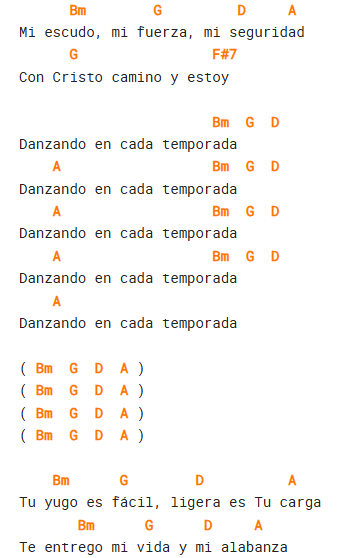 Bm G D A
Mi escudo, mi fuerza, mi seguridad
G F#7
Con Cristo camino y estoy
Bm G D
Danzando en cada temporada
A Bm G D
Danzando en cada temporada
A Bm G D
Danzando en cada temporada
A Bm G D
Danzando en cada temporada
A
Danzando en cada temporada
( Bm G D A )
( Bm G D A )
( Bm G D A )
( Bm G D A )
Bm G D A
Tu yugo es fácil, ligera es Tu carga
Bm G D A
Te entrego mi vida y mi alabanza